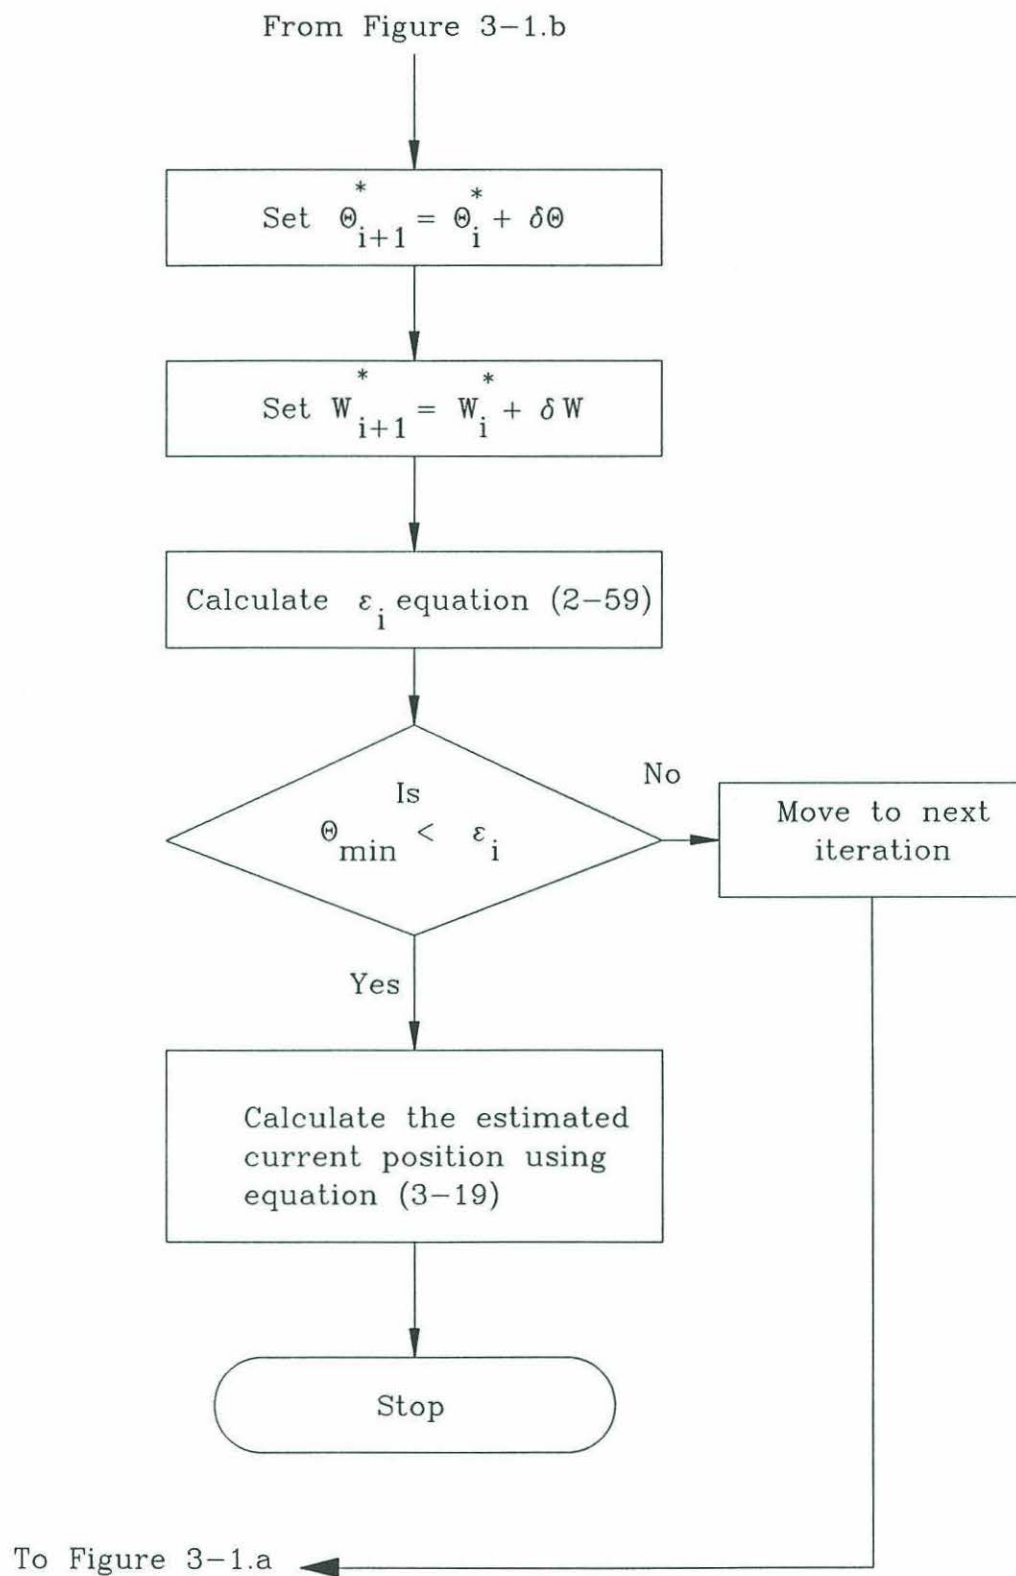 From Figure 3-1.b
Set Θ*i+1 = Θ*i + δΘ
Set W*i+1 = W*i + δW
Calculate εi equation (2-59)
Is
Θmin < εi
No
Move to next
iteration
Yes
Calculate the estimated
current position using
equation (3-19)
Stop
To Figure 3-1.a